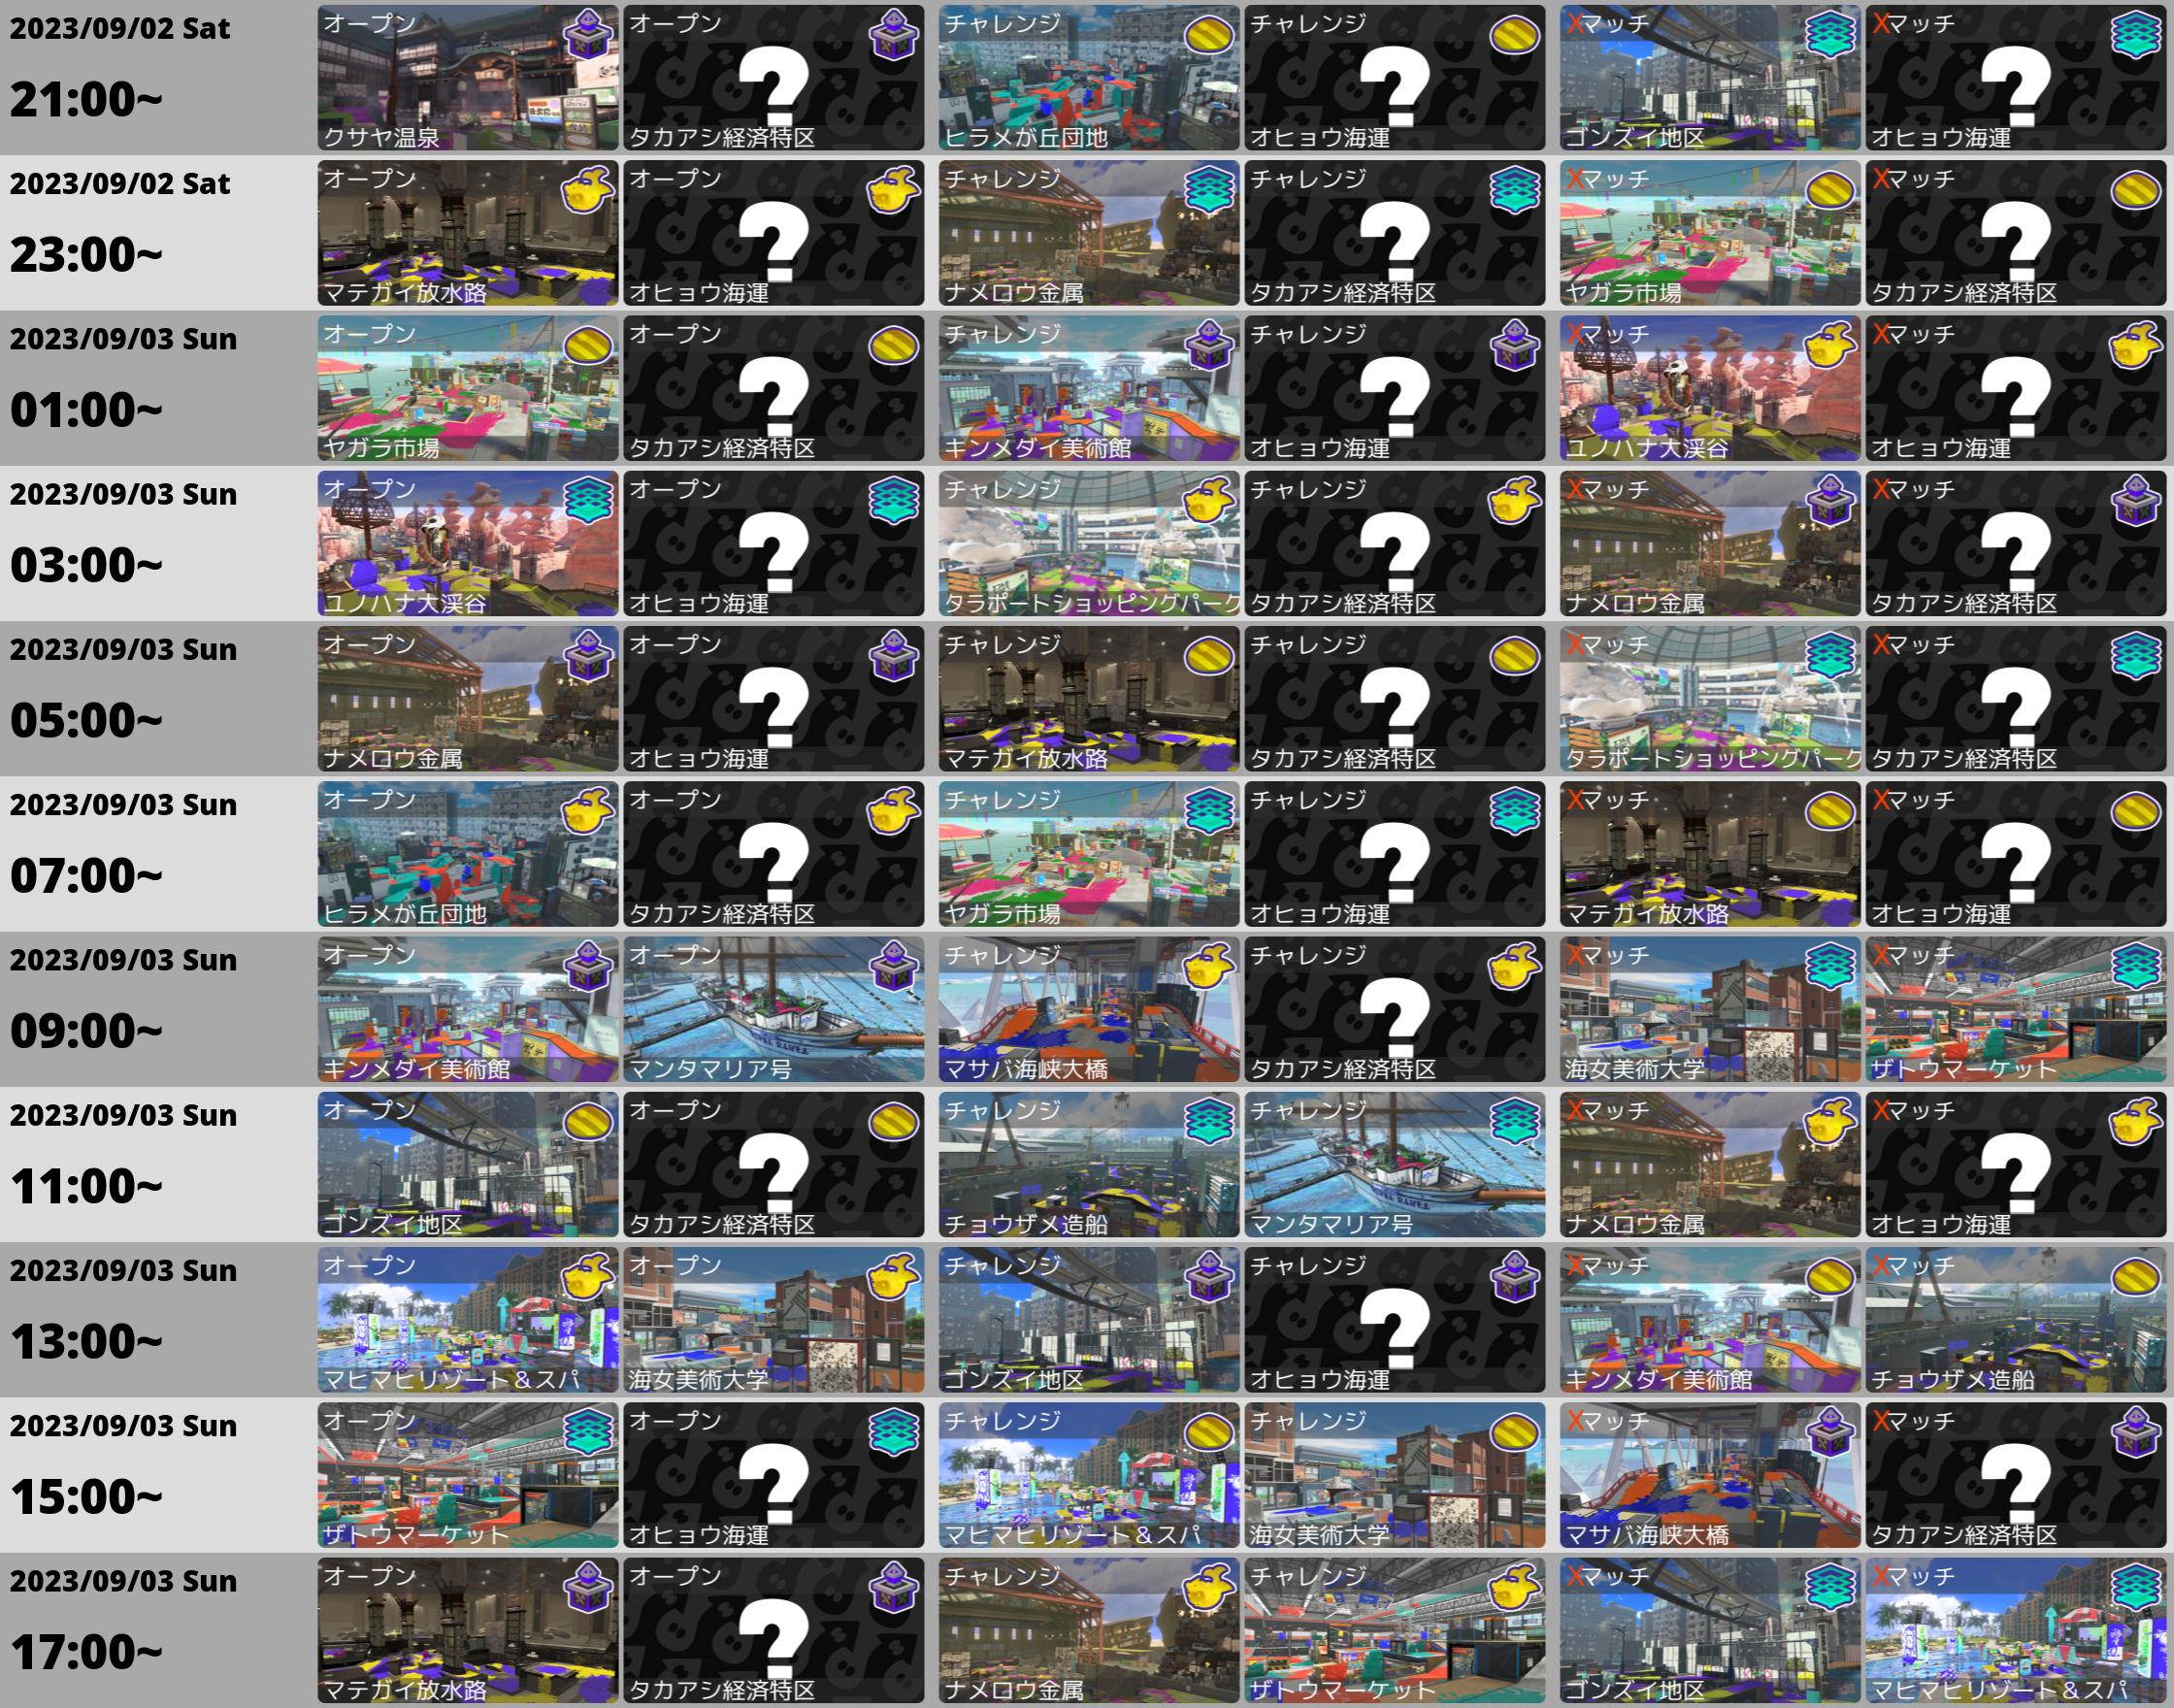 2023/09/02 Sat
21:00~
オープン オープン チャレンジ チャレンジ Xマッチ Xマッチ
クサヤ温泉 タカアシ経済特区 ヒラメが丘団地 オヒョウ海運 ゴンズイ地区 オヒョウ海運
2023/09/02 Sat
23:00~
オープン オープン チャレンジ チャレンジ Xマッチ Xマッチ
マテガイ放水路 オヒョウ海運 ナメロウ金属 タカアシ経済特区 ヤガラ市場 タカアシ経済特区
2023/09/03 Sun
01:00~
オープン オープン チャレンジ チャレンジ Xマッチ Xマッチ
ヤガラ市場 タカアシ経済特区 キンメダイ美術館 オヒョウ海運 ユノハナ大渓谷 オヒョウ海運
2023/09/03 Sun
03:00~
オープン オープン チャレンジ チャレンジ Xマッチ Xマッチ
ユノハナ大渓谷 オヒョウ海運 タラポートショッピングパーク タカアシ経済特区 ナメロウ金属 タカアシ経済特区
2023/09/03 Sun
05:00~
オープン オープン チャレンジ チャレンジ Xマッチ Xマッチ
ナメロウ金属 オヒョウ海運 マテガイ放水路 タカアシ経済特区 タラポートショッピングパーク タカアシ経済特区
2023/09/03 Sun
07:00~
オープン オープン チャレンジ チャレンジ Xマッチ Xマッチ
ヒラメが丘団地 タカアシ経済特区 ヤガラ市場 オヒョウ海運 マテガイ放水路 オヒョウ海運
2023/09/03 Sun
09:00~
オープン オープン チャレンジ チャレンジ Xマッチ Xマッチ
キンメダイ美術館 マンタマリア号 マサバ海峡大橋 タカアシ経済特区 海女美術大学 ザトウマーケット
2023/09/03 Sun
11:00~
オープン オープン チャレンジ チャレンジ Xマッチ Xマッチ
ゴンズイ地区 タカアシ経済特区 チョウザメ造船 マンタマリア号 ナメロウ金属 オヒョウ海運
2023/09/03 Sun
13:00~
オープン オープン チャレンジ チャレンジ Xマッチ Xマッチ
マヒマヒリゾート＆スパ 海女美術大学 ゴンズイ地区 オヒョウ海運 キンメダイ美術館 チョウザメ造船
2023/09/03 Sun
15:00~
オープン オープン チャレンジ チャレンジ Xマッチ Xマッチ
ザトウマーケット オヒョウ海運 マヒマヒリゾート＆スパ 海女美術大学 マサバ海峡大橋 タカアシ経済特区
2023/09/03 Sun
17:00~
オープン オープン チャレンジ チャレンジ Xマッチ Xマッチ
マテガイ放水路 タカアシ経済特区 ナメロウ金属 ザトウマーケット ゴンズイ地区 マヒマヒリゾート＆スパ